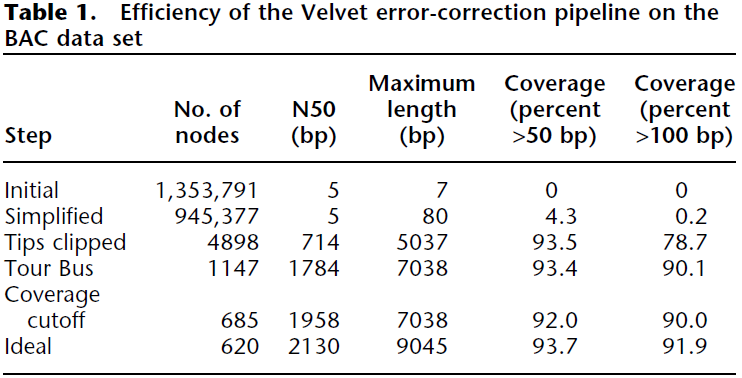 Table 1. Efficiency of the Velvet error-correction pipeline on the
BAC data set
Maximum Coverage Coverage
No. of N50 length (percent (percent
Step nodes (bp) (bp) >50 bp) >100 bp)
Initial 1,353,791 5 7 0 0
Simplified 945,377 5 80 4.3 0.2
Tips clipped 4898 714 5037 93.5 78.7
Tour Bus 1147 1784 7038 93.4 90.1
Coverage
cutoff 685 1958 7038 92.0 90.0
Ideal 620 2130 9045 93.7 91.9